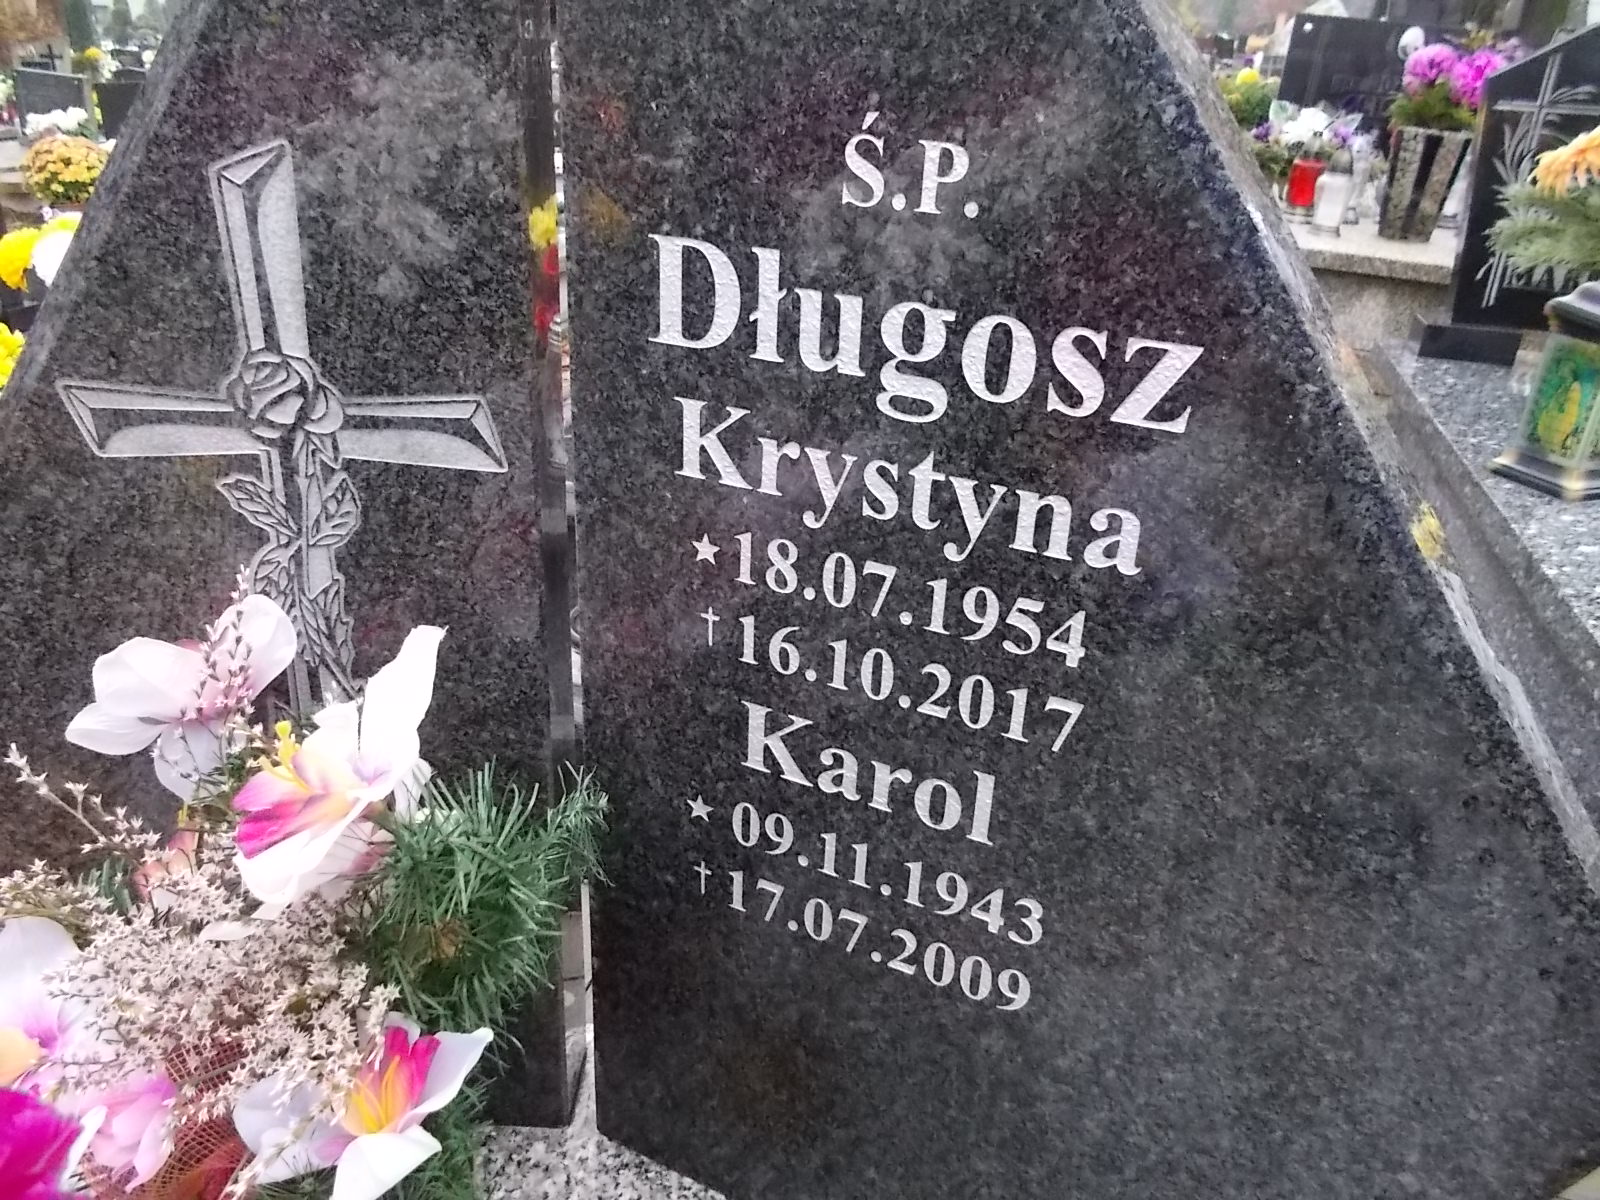 Ś.P.
Długosz
Krystyna
★18.07.1954
†16.10.2017
Karol
★ 09.11.1943
†17.07.2009